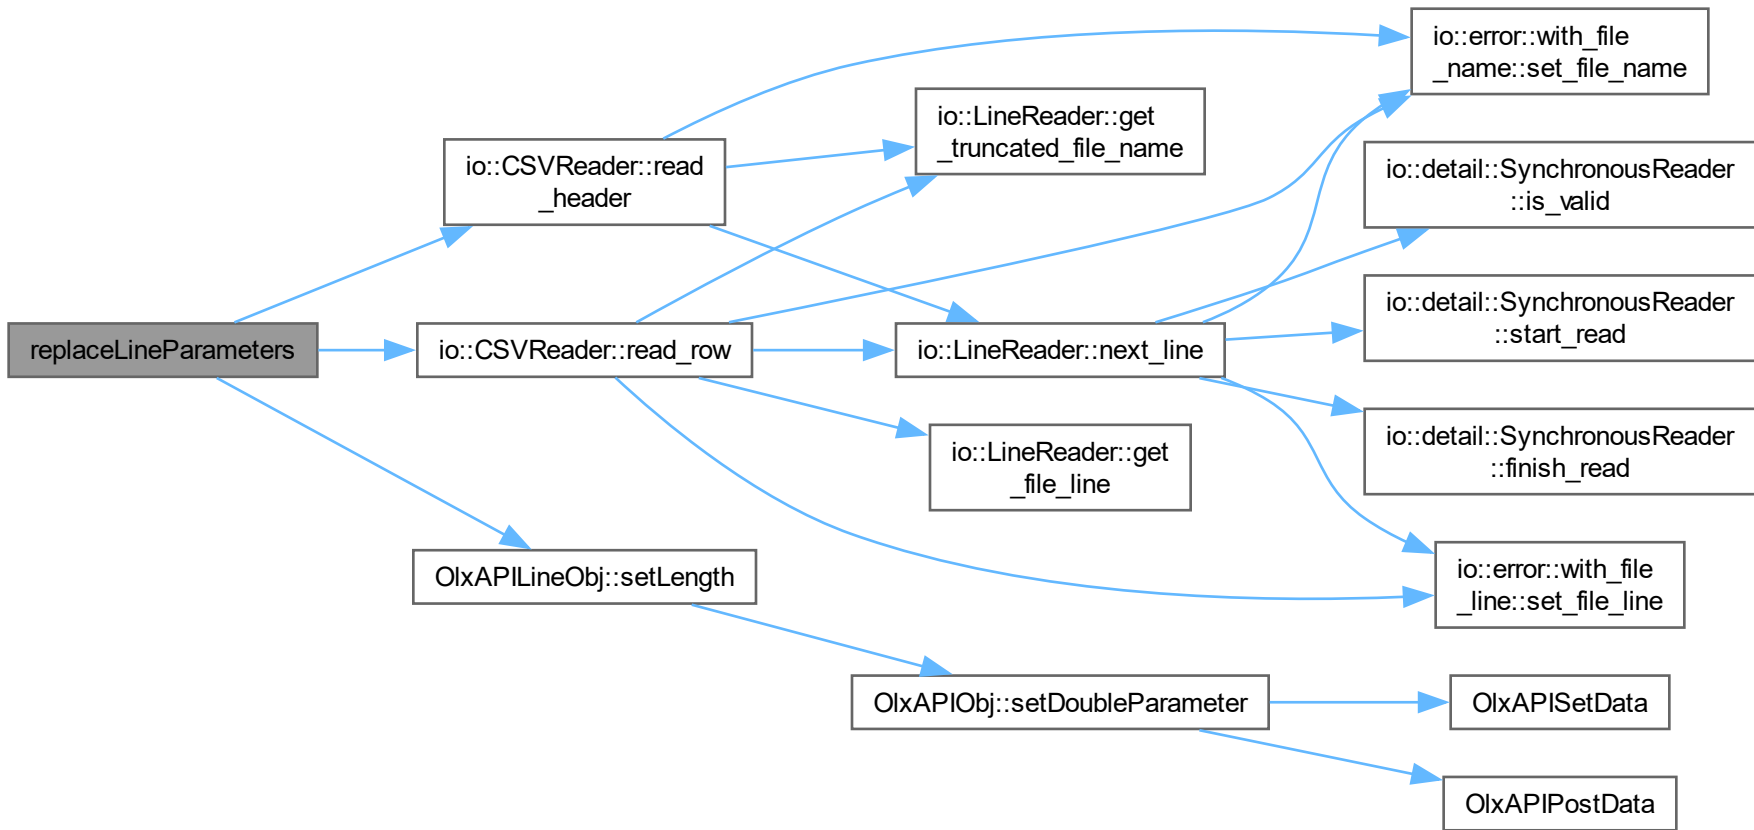 replaceLineParameters
io::CSVReader::read
_header
io::CSVReader::read_row
OlxAPILineObj::setLength
io::LineReader::get
_truncated_file_name
io::LineReader::next_line
io::LineReader::get
_file_line
OlxAPIObj::setDoubleParameter
io::error::with_file
_name::set_file_name
io::detail::SynchronousReader
::is_valid
io::detail::SynchronousReader
::start_read
io::detail::SynchronousReader
::finish_read
io::error::with_file
_line::set_file_line
OlxAPISetData
OlxAPIPostData